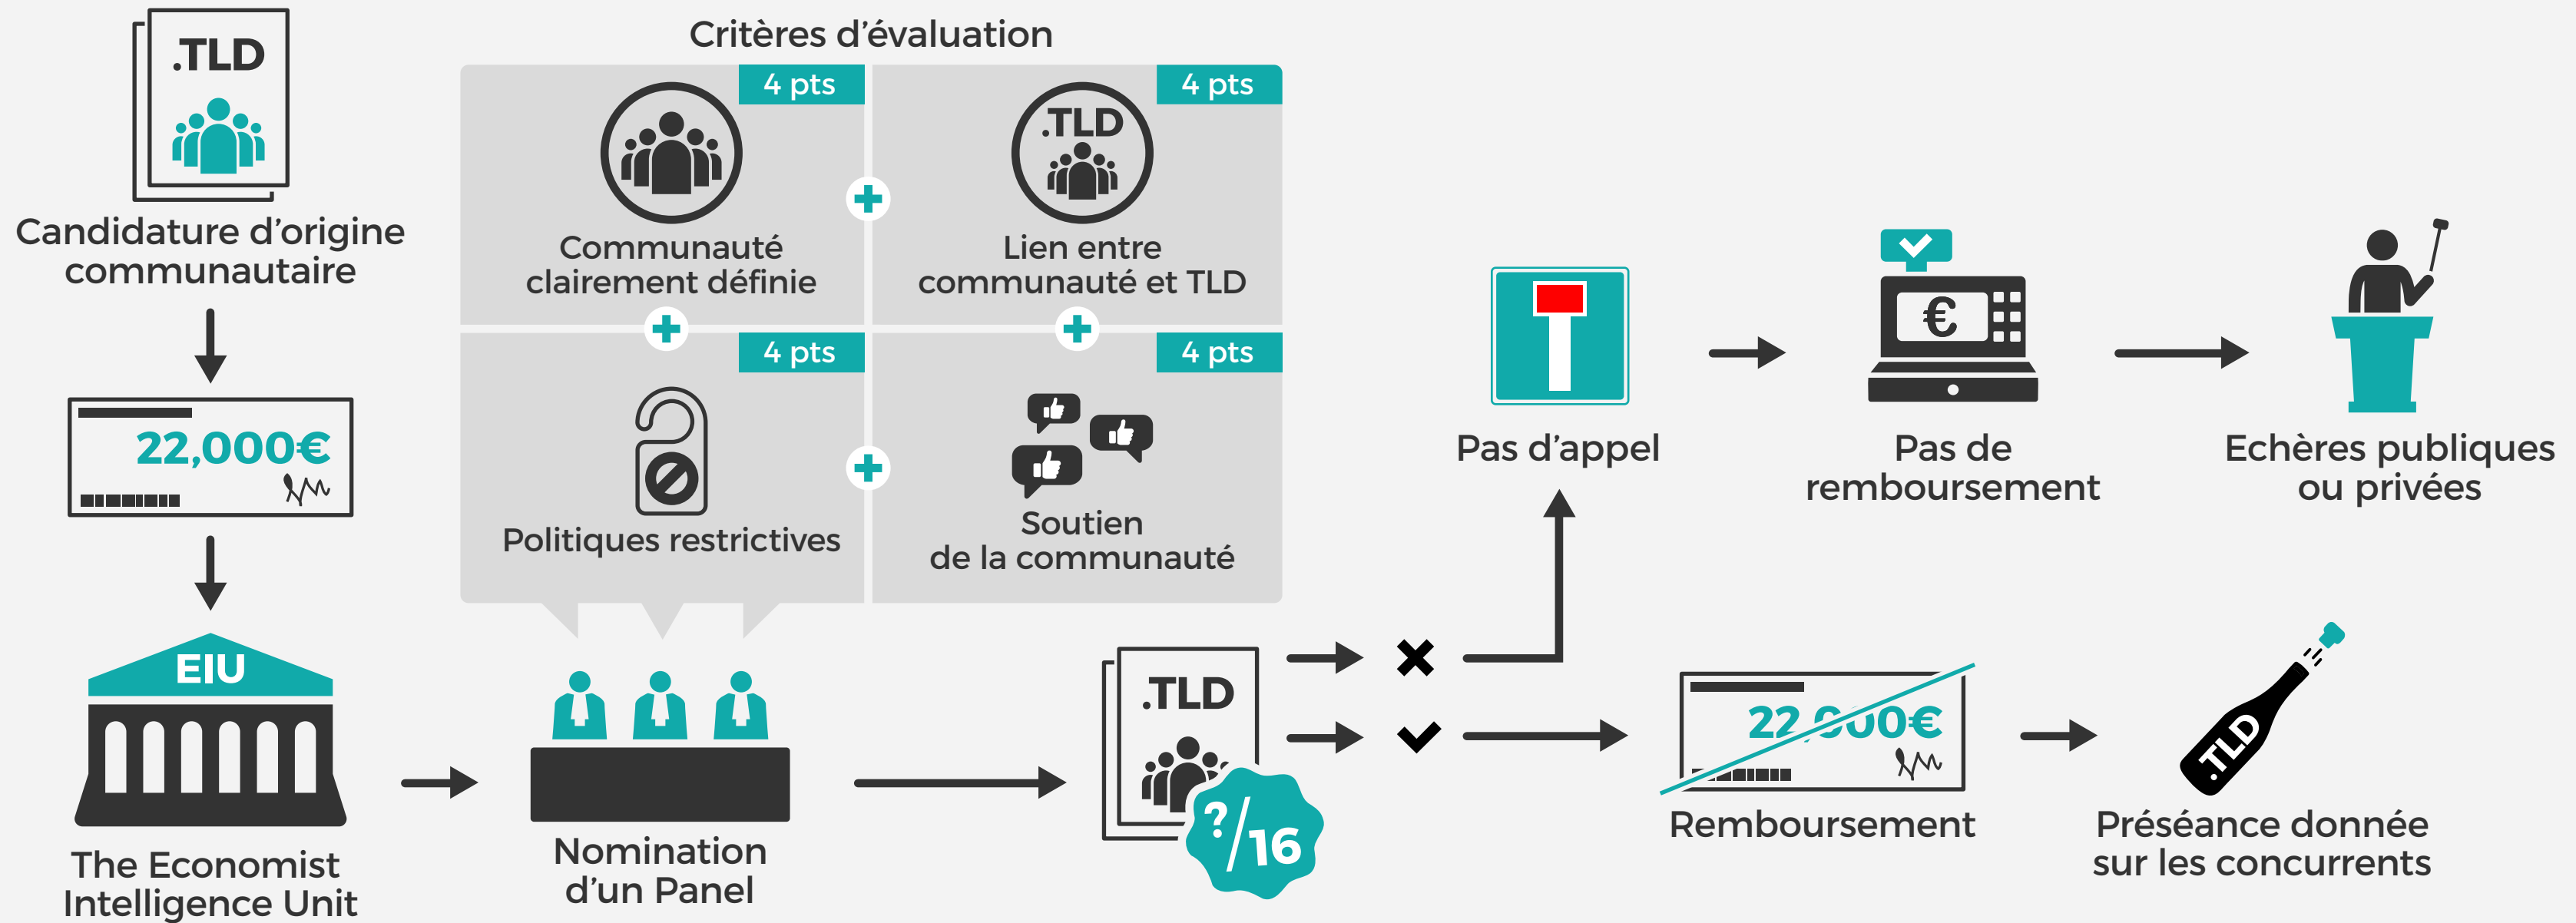 .TLD
Candidature d'origine
communautaire
22,000€
EIU
The Economist
Intelligence Unit
Critères d'évaluation
4 pts
Communauté
clairement définie
4 pts
.TLD
Lien entre
communauté et TLD
4 pts
Politiques restrictives
4 pts
Soutien
de la communauté
Nomination
d'un Panel
.TLD
?/16
Pas d'appel
€
Pas de
remboursement
Echères publiques
ou privées
22,000€
Remboursement
.TLD
Préséance donnée
sur les concurrents